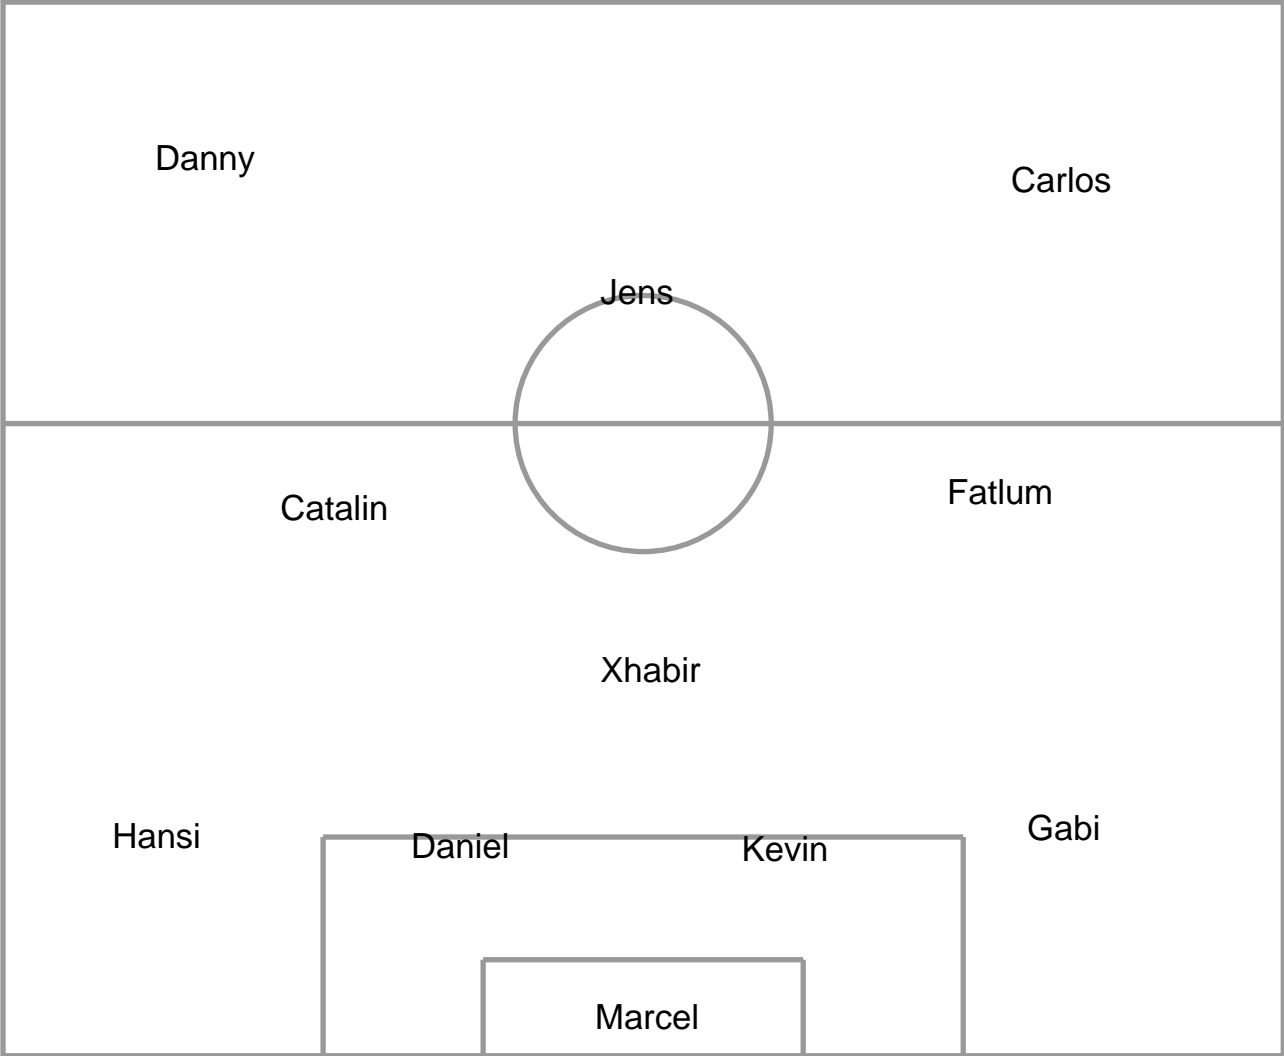 Danny
Carlos
Jens
Catalin
Fatlum
Xhabir
Hansi
Daniel
Kevin
Gabi
Marcel